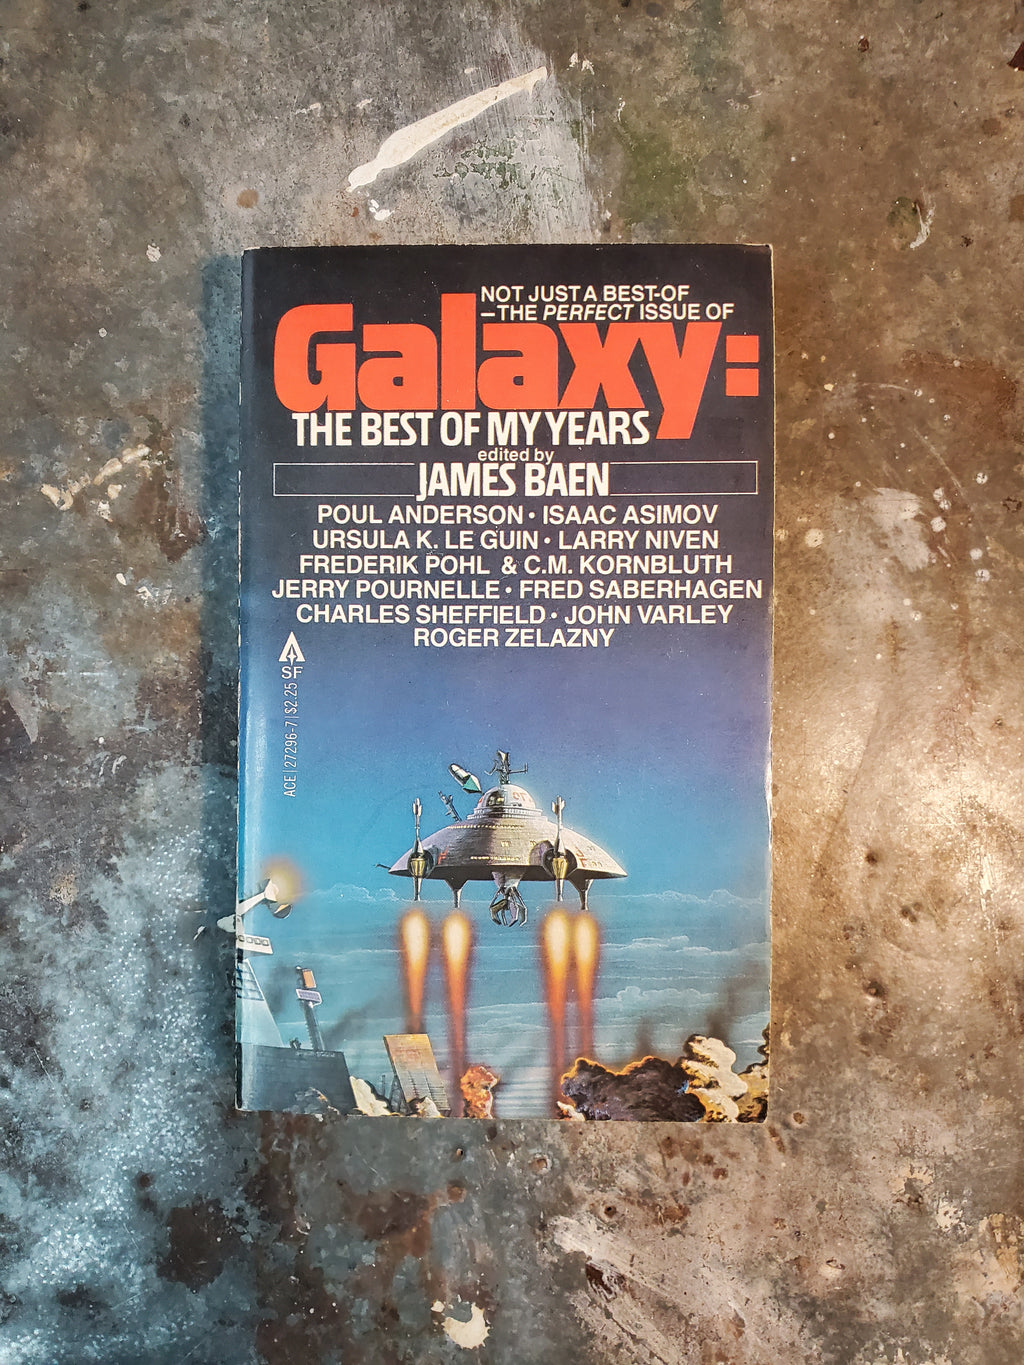 NOT JUST A BEST-OF
–THE PERFECT ISSUE OF
Galaxy:
THE BEST OF MY YEARS
edited by
JAMES BAEN
POUL ANDERSON • ISAAC ASIMOV
URSULA K. LE GUIN • LARRY NIVEN
FREDERIK POHL & C.M. KORNBLUTH
JERRY POURNELLE • FRED SABERHAGEN
CHARLES SHEFFIELD • JOHN VARLEY
ROGER ZELAZNY
SF
ACE | 27296-7 | $2.25